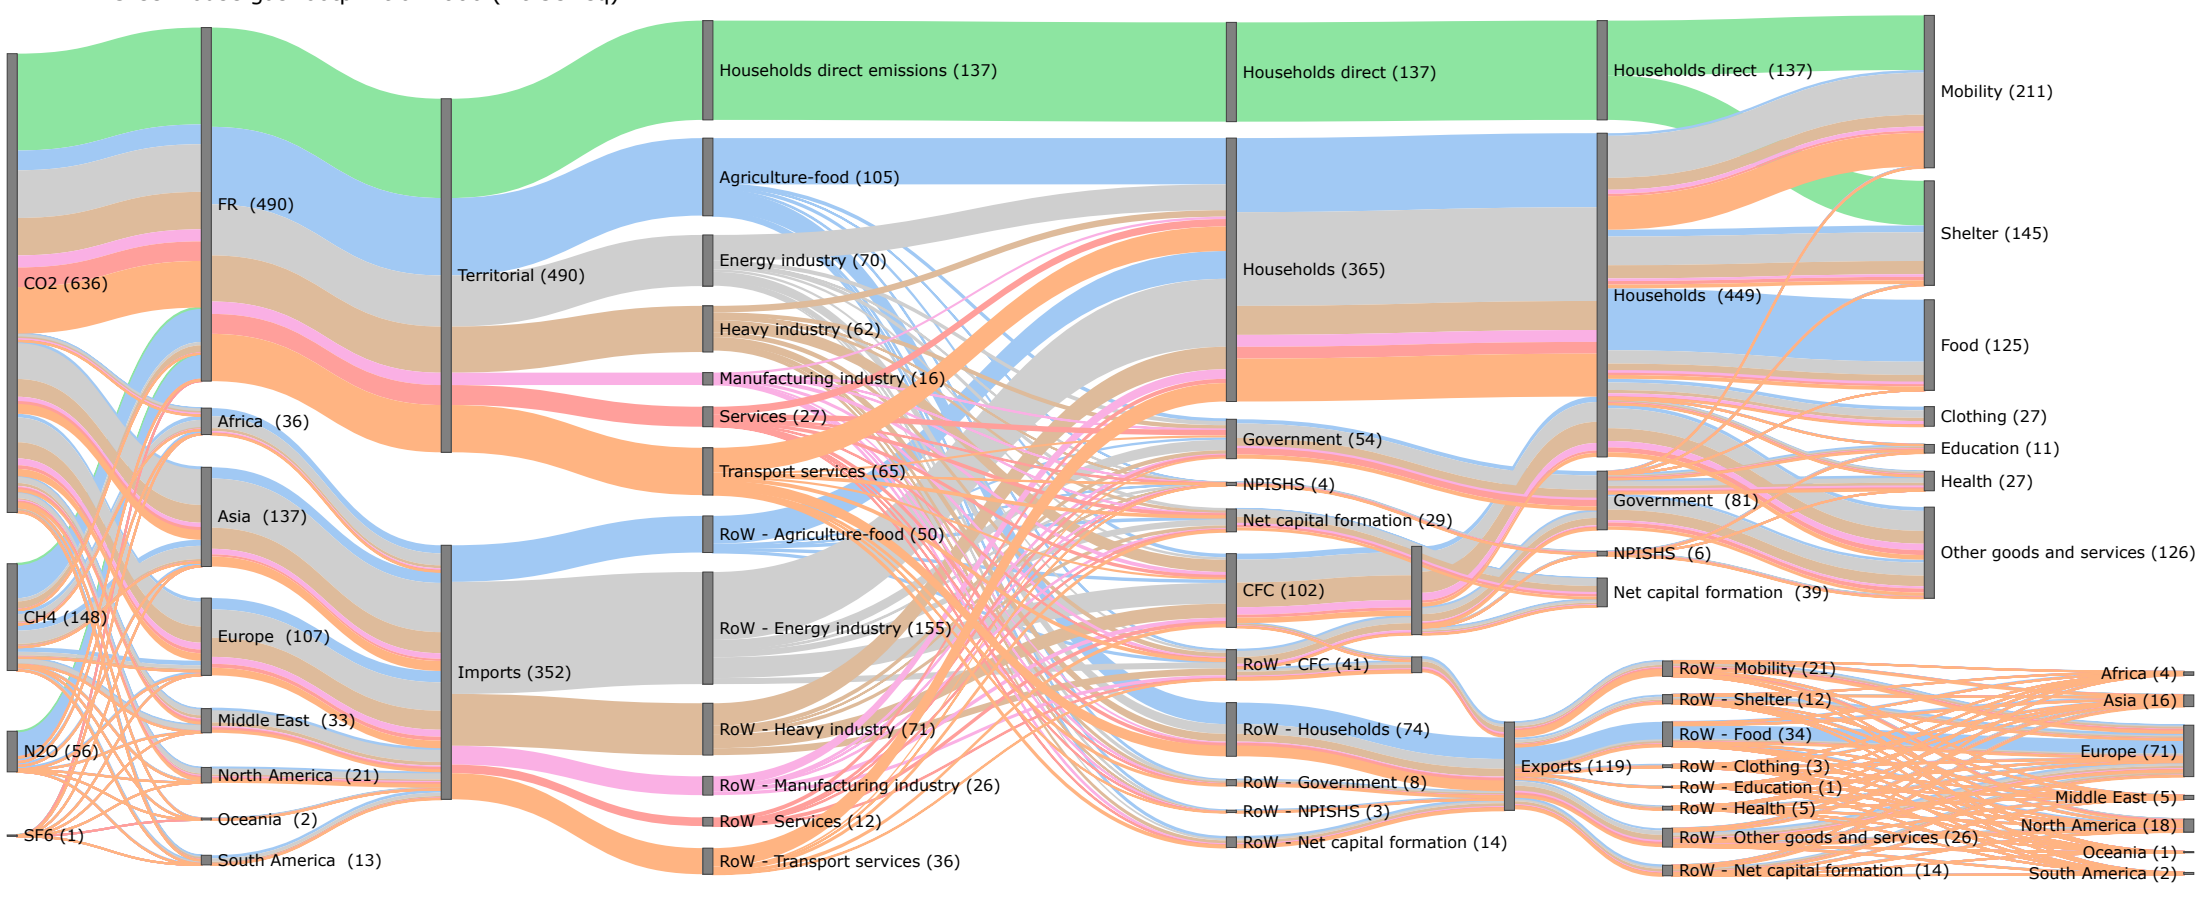 CO2 (636)
CH4 (148)
N2O (56)
SF6 (1)
FR (490)
Africa (36)
Asia (137)
Europe (107)
Middle East (33)
North America (21)
Oceania (2)
South America (13)
Territorial (490)
Imports (352)
Households direct emissions (137)
Agriculture-food (105)
Energy industry (70)
Heavy industry (62)
Manufacturing industry (16)
Services (27)
Transport services (65)
RoW - Agriculture-food (50)
RoW - Energy industry (155)
RoW - Heavy industry (71)
RoW - Manufacturing industry (26)
RoW - Services (12)
RoW - Transport services (36)
Households direct (137)
Households (365)
Government (54)
NPISHS (4)
Net capital formation (29)
CFC (102)
RoW - CFC (41)
RoW - Households (74)
RoW - Government (8)
RoW - NPISHS (3)
RoW - Net capital formation (14)
Exports (119)
Households direct (137)
Households (449)
Government (81)
NPISHS (6)
Net capital formation (39)
RoW - Mobility (21)
RoW - Shelter (12)
RoW - Food (34)
RoW - Clothing (3)
RoW - Education (1)
RoW - Health (5)
RoW - Other goods and services (26)
RoW - Net capital formation (14)
Mobility (211)
Shelter (145)
Food (125)
Clothing (27)
Education (11)
Health (27)
Other goods and services (126)
Africa (4)
Asia (16)
Europe (71)
Middle East (5)
North America (18)
Oceania (1)
South America (2)